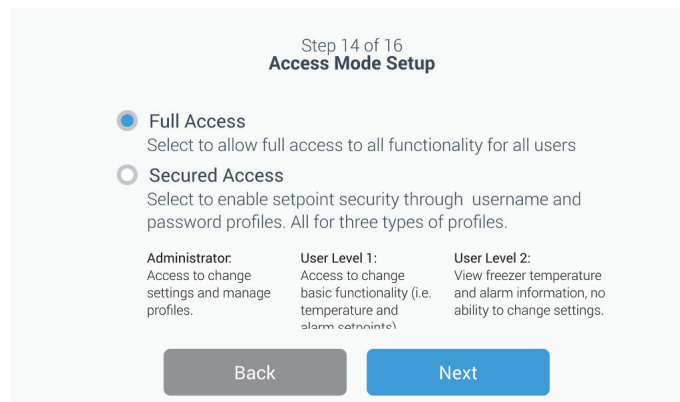 Step 14 of 16
Access Mode Setup
Full Access
Select to allow full access to all functionality for all users
Secured Access
Select to enable setpoint security through username and
password profiles. All for three types of profiles.
Administrator:
Access to change
settings and manage
profiles.
User Level 1:
Access to change
basic functionality (i.e.
temperature and
alarm setpoints)
User Level 2:
View freezer temperature
and alarm information, no
ability to change settings.
Back
Next